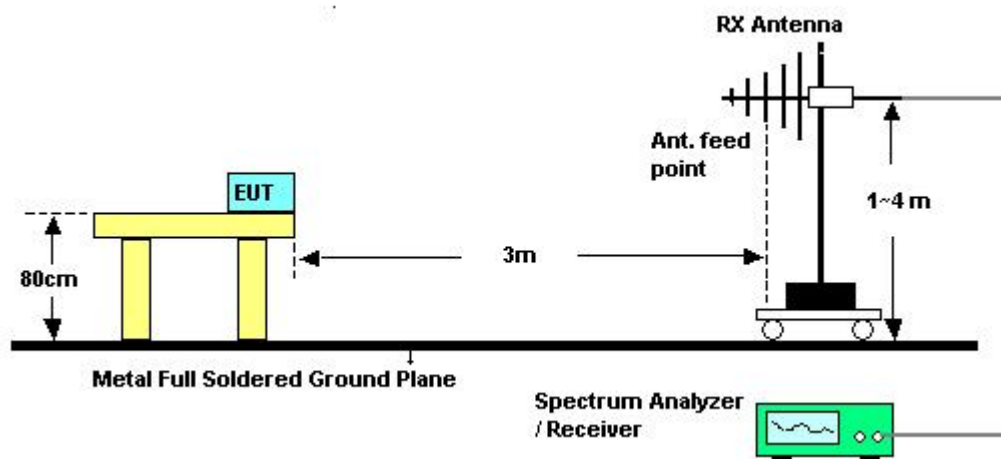 RX Antenna
Ant. feed
point
EUT
1~4 m
3m
80cm
Metal Full Soldered Ground Plane
Spectrum Analyzer
/ Receiver